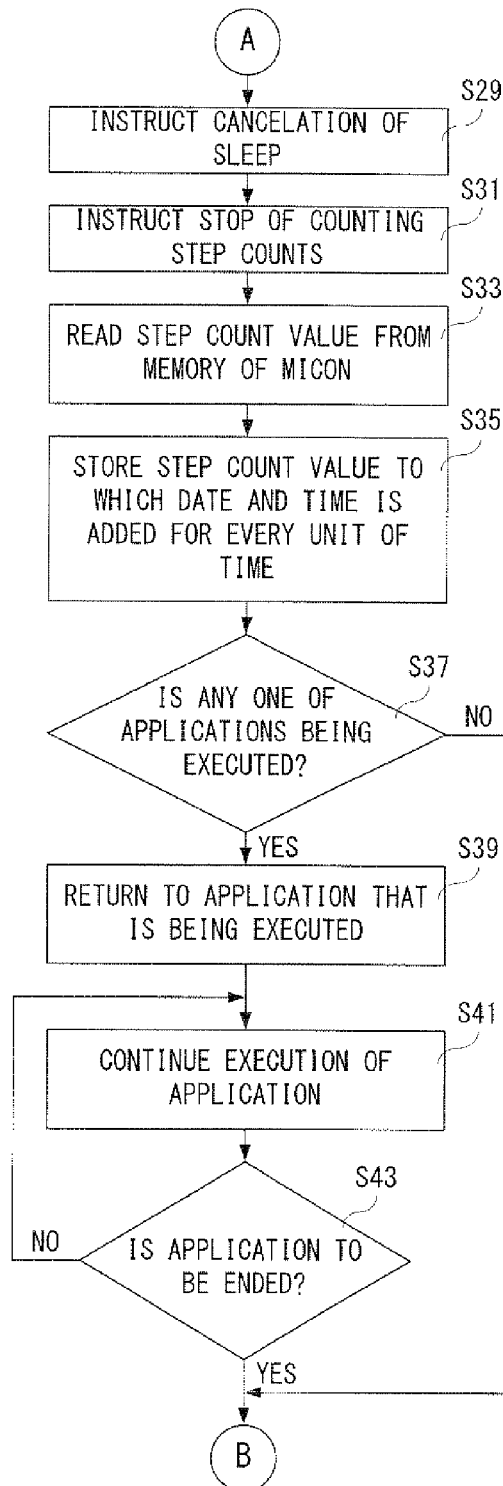 A
S29
INSTRUCT CANCELATION OF
SLEEP
S31
INSTRUCT STOP OF COUNTING
STEP COUNTS
S33
READ STEP COUNT VALUE FROM
MEMORY OF MICON
S35
STORE STEP COUNT VALUE TO
WHICH DATE AND TIME IS
ADDED FOR EVERY UNIT OF
TIME
S37
IS ANY ONE OF
APPLICATIONS BEING
EXECUTED?
NO
YES
S39
RETURN TO APPLICATION THAT
IS BEING EXECUTED
S41
CONTINUE EXECUTION OF
APPLICATION
S43
NO
IS APPLICATION TO
BE ENDED?
YES
B